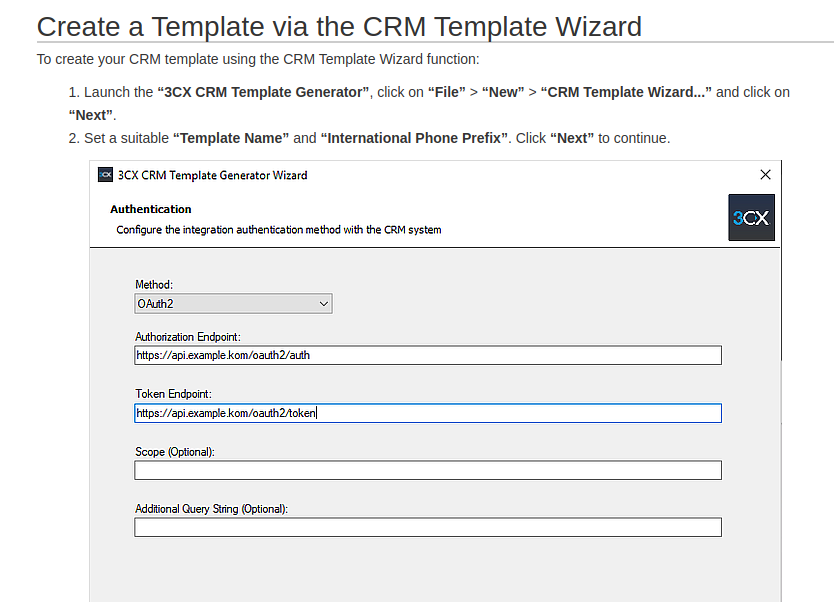 Create a Template via the CRM Template Wizard
To create your CRM template using the CRM Template Wizard function:
1. Launch the “3CX CRM Template Generator”, click on “File” > “New” > “CRM Template Wizard...” and click on
“Next”.
2. Set a suitable “Template Name” and “International Phone Prefix”. Click “Next” to continue.
3CX 3CX CRM Template Generator Wizard
Authentication
Configure the integration authentication method with the CRM system
3CX
Method:
OAuth2
Authorization Endpoint:
https://api.example.kom/oauth2/auth
Token Endpoint:
https://api.example.kom/oauth2/token
Scope (Optional):
Additional Query String (Optional):